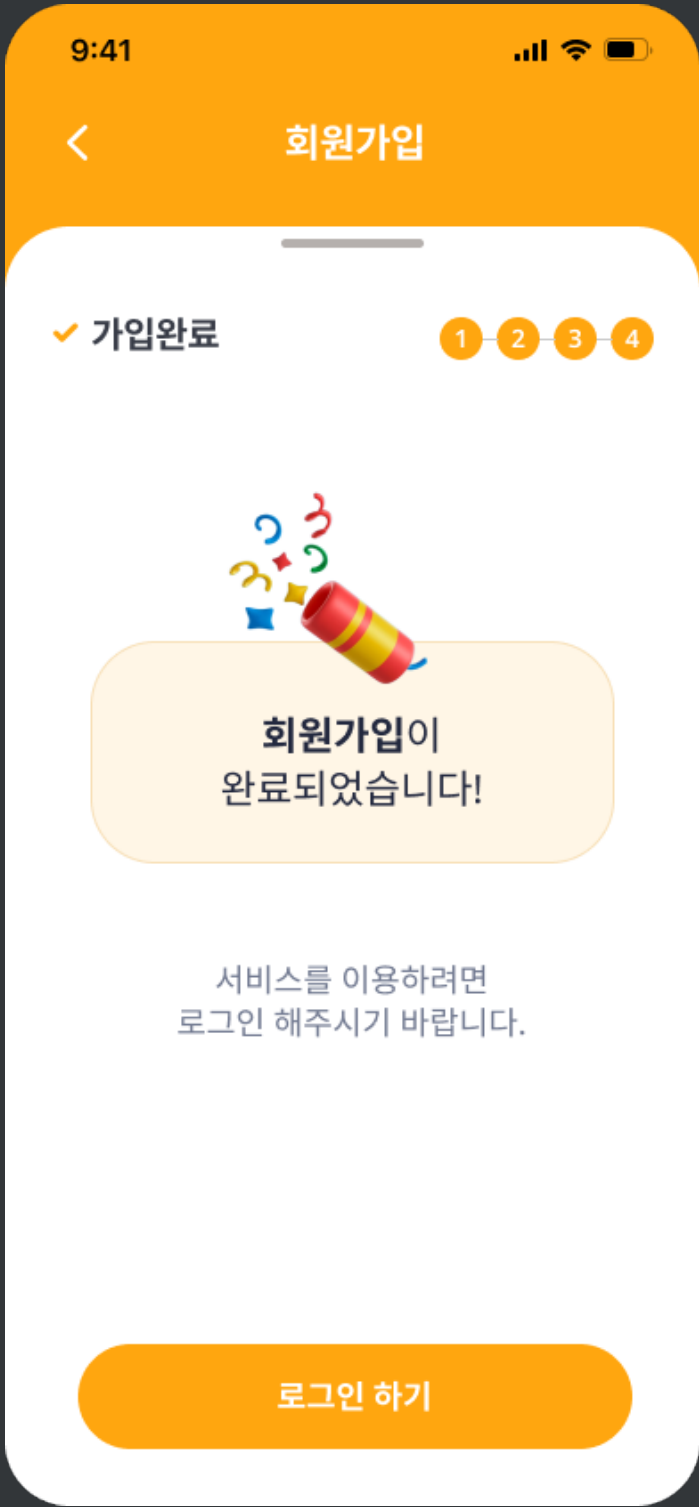 9:41
회원가입
가입완료
1 2 3 4
회원가입이
완료되었습니다!
서비스를 이용하려면
로그인 해주시기 바랍니다.
로그인 하기